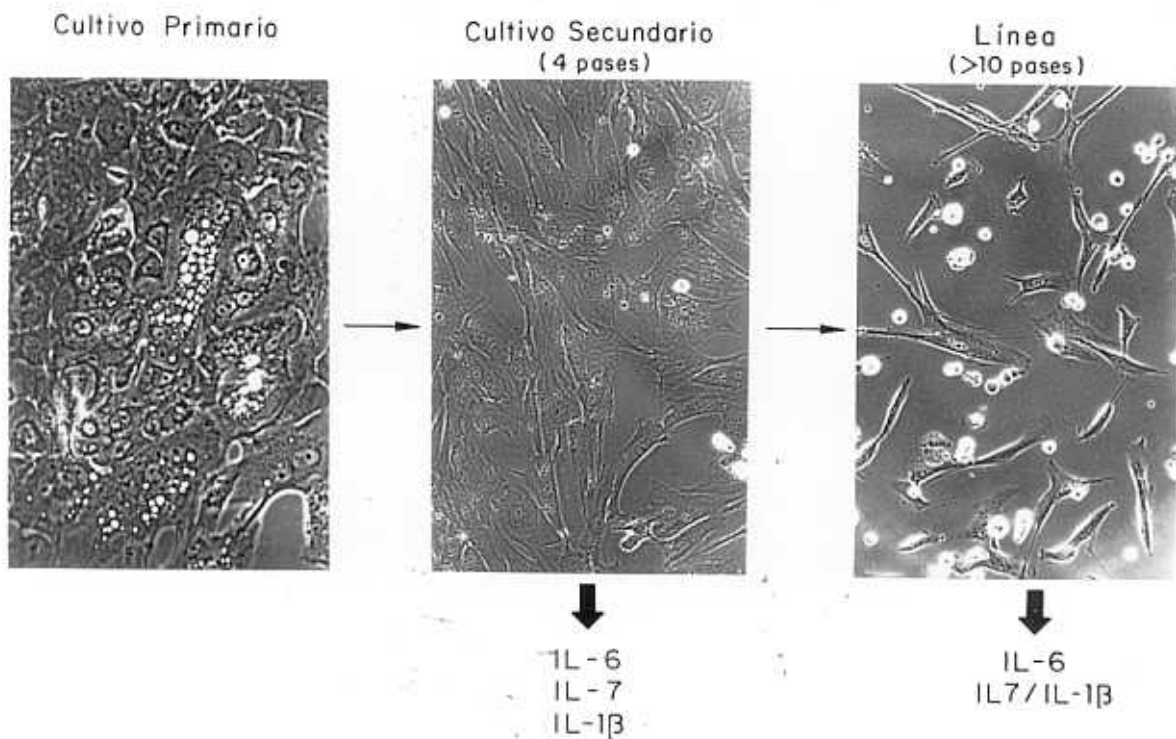 Cultivo Primario
Cultivo Secundario
(4 pases)
Línea
(>10 pases)
IL-6
IL-7
IL-1β
IL-6
IL7/IL-1β